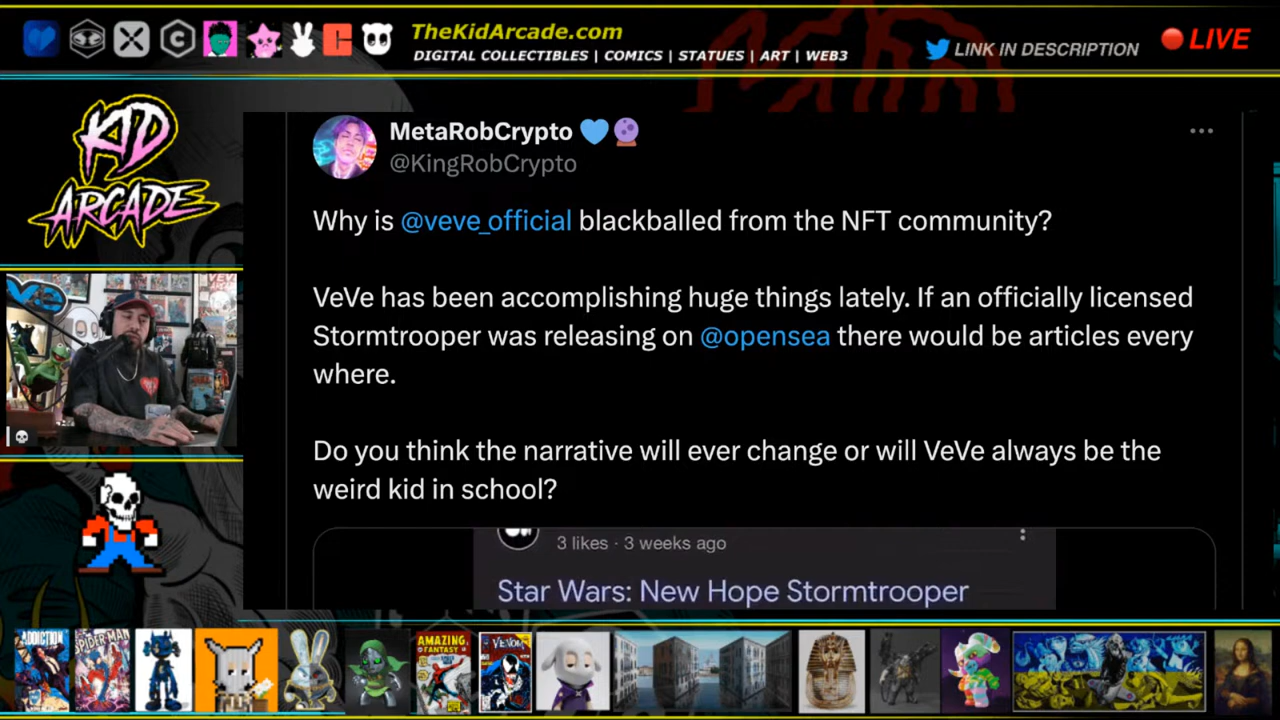 TheKidArcade.com
DIGITAL COLLECTIBLES | COMICS | STATUES | ART | WEB3
LINK IN DESCRIPTION
LIVE
KID
ARCADE
MetaRobCrypto
@KingRobCrypto
Why is @veve_official blackballed from the NFT community?
VeVe has been accomplishing huge things lately. If an officially licensed
Stormtrooper was releasing on @opensea there would be articles every
where.
Do you think the narrative will ever change or will VeVe always be the
weird kid in school?
3 likes · 3 weeks ago
Star Wars: New Hope Stormtrooper
ADDICTION
SPIDER-MAN
AMAZING
FANTASY
VENOM